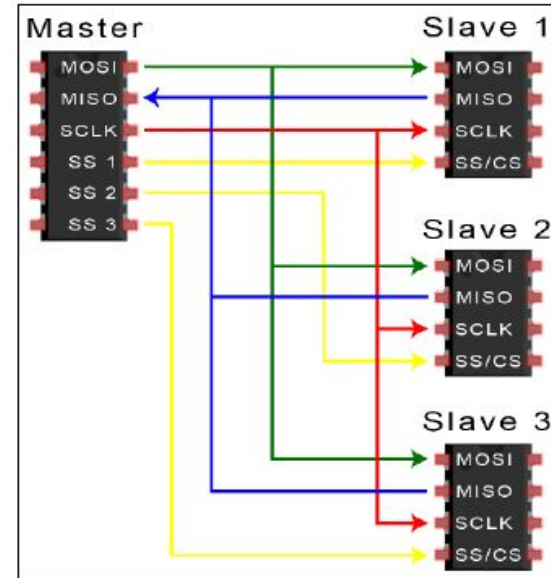 Master
MOSI
MISO
SCLK
SS 1
SS 2
SS 3
Slave 1
MOSI
MISO
SCLK
SS/CS
Slave 2
MOSI
MISO
SCLK
SS/CS
Slave 3
MOSI
MISO
SCLK
SS/CS